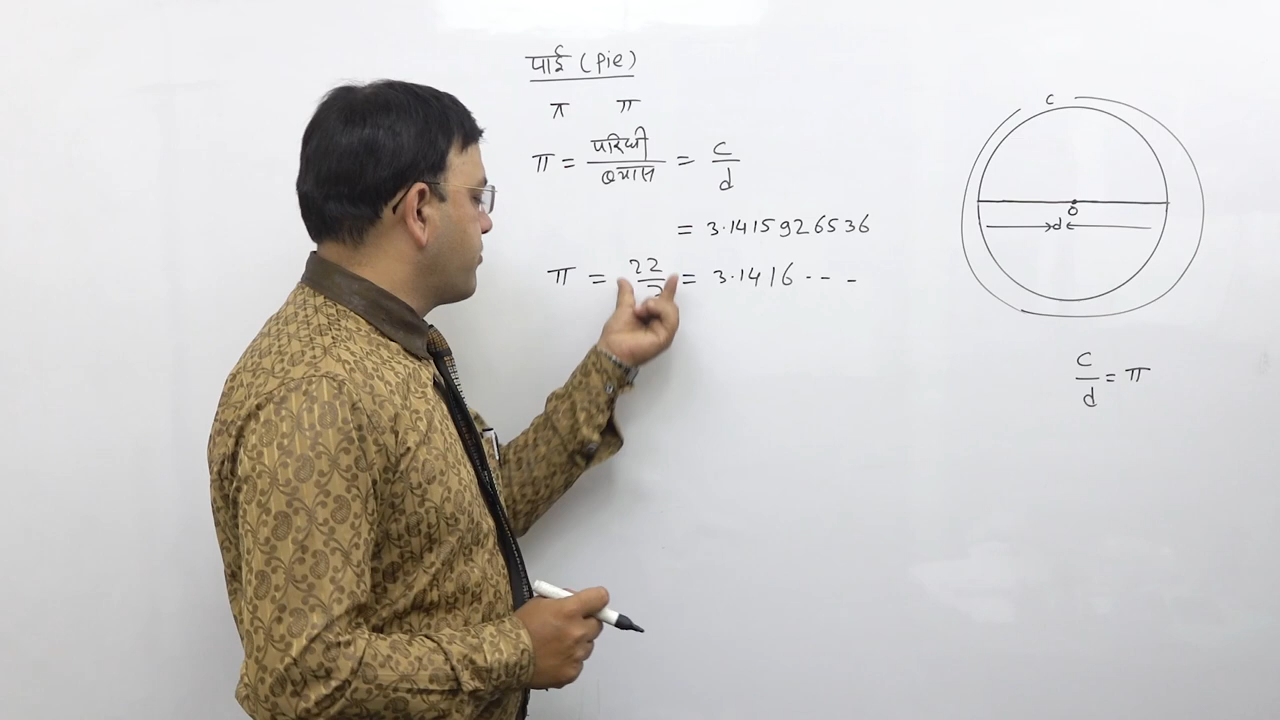 पाई (Pie)
π π
π = परिधी / व्यास = c / d
= 3.1415926536
π = 22 / 7 = 3.1416 - - -
c
o
d
c / d = π